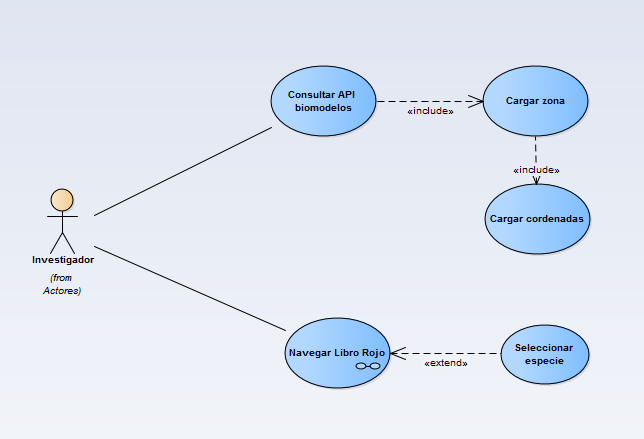 Consultar API
biomodelos
«include»
Cargar zona
«include»
Cargar cordenadas
Investigador
(from
Actores)
Navegar Libro Rojo
«extend»
Seleccionar
especie